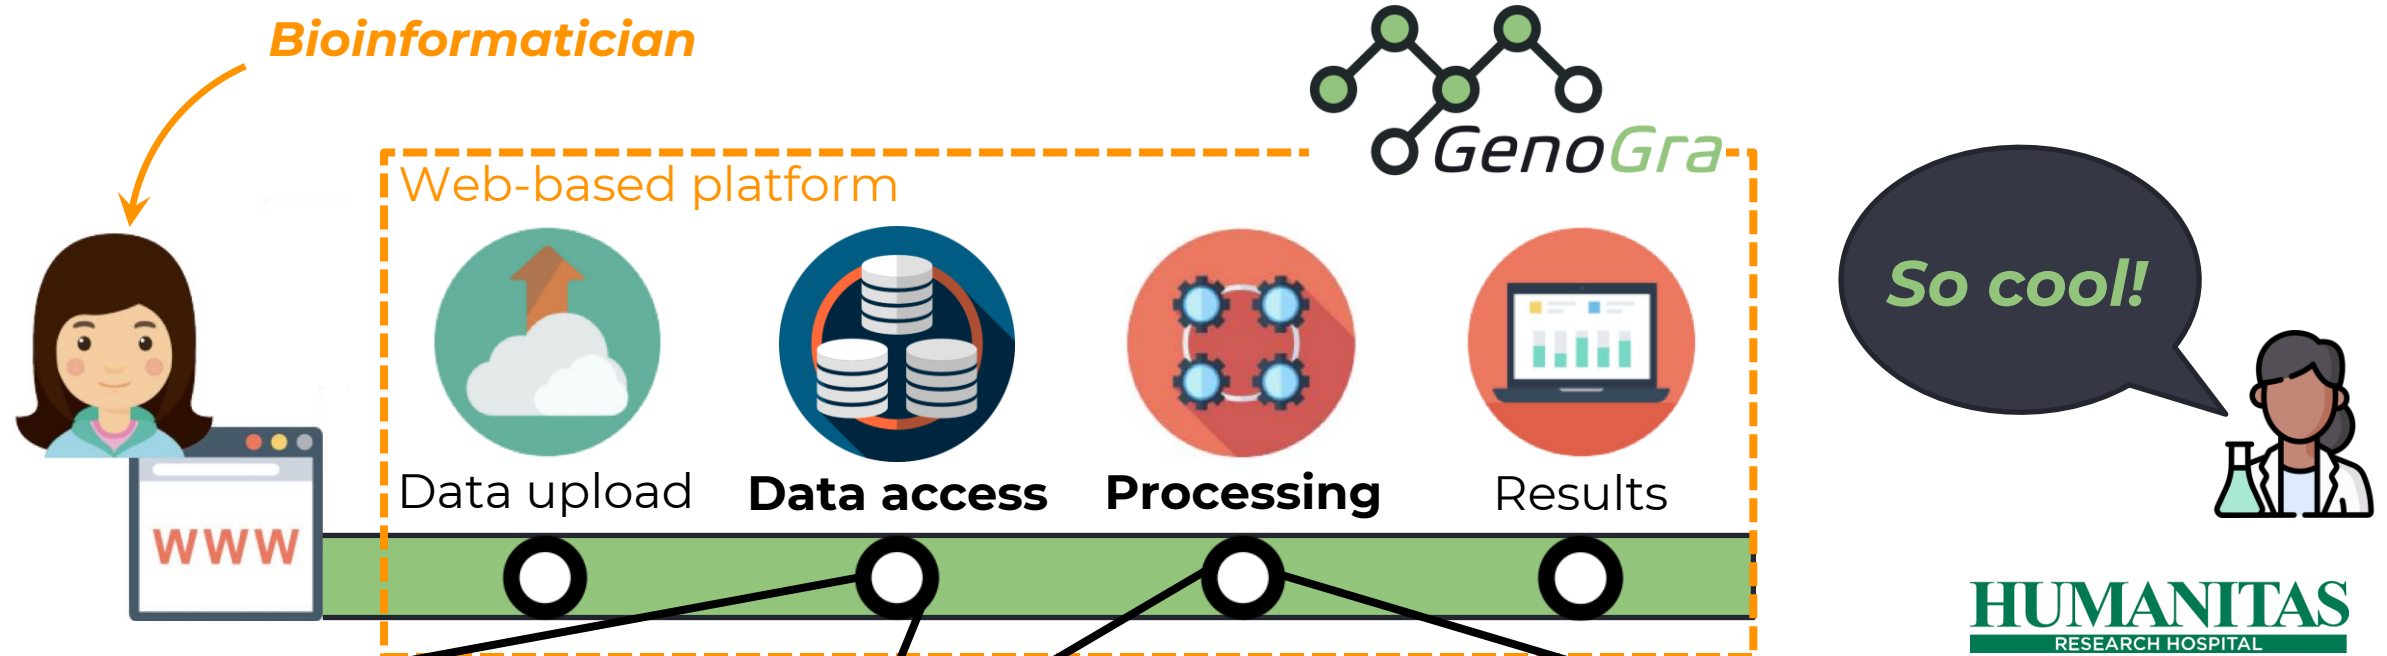 Bioinformatician
GenoGra
Web-based platform
So cool!
Data upload
Data access
Processing
Results
WWW
HUMANITAS
RESEARCH HOSPITAL